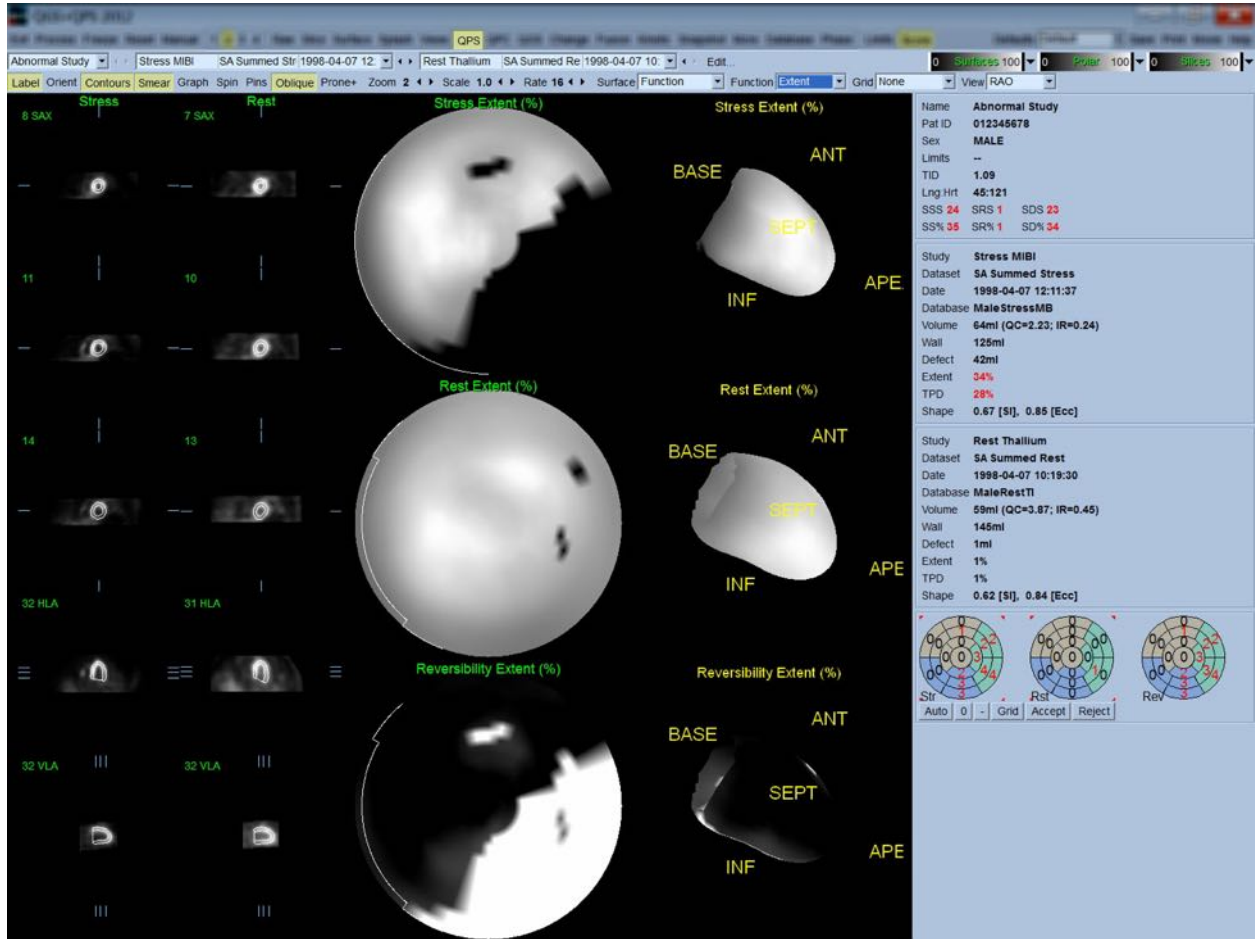 QGS+QPS 2012
QPS
Abnormal Study Stress MIBI SA Summed Str 1998-04-07 12: Rest Thallium SA Summed Re 1998-04-07 10: Edit...
0 Surfaces 100 0 Polar 100 0 Slices 100
Label Orient Contours Smear Graph Spin Pins Oblique Prone+ Zoom 2 Scale 1.0 Rate 16 Surface Function Function Extent Grid None View RAO
Stress Rest
8 SAX 7 SAX
11 10
14 13
32 HLA 31 HLA
32 VLA 32 VLA
Stress Extent (%)
Stress Extent (%)
ANT
BASE
SEPT
APE
INF
Rest Extent (%)
Rest Extent (%)
ANT
BASE
SEPT
APE
INF
Reversibility Extent (%)
Reversibility Extent (%)
ANT
BASE
SEPT
APE
INF
Name Abnormal Study
Pat ID 012345678
Sex MALE
Limits --
TID 1.09
Lng:Hrt 45:121
SSS 24 SRS 1 SDS 23
SS% 35 SR% 1 SD% 34
Study Stress MIBI
Dataset SA Summed Stress
Date 1998-04-07 12:11:37
Database MaleStressMB
Volume 64ml (QC=2.23; IR=0.24)
Wall 125ml
Defect 42ml
Extent 34%
TPD 28%
Shape 0.67 [SI], 0.85 [Ecc]
Study Rest Thallium
Dataset SA Summed Rest
Date 1998-04-07 10:19:30
Database MaleRestTl
Volume 59ml (QC=3.87; IR=0.45)
Wall 145ml
Defect 1ml
Extent 1%
TPD 1%
Shape 0.62 [SI], 0.84 [Ecc]
Str Rst Rev
Auto 0 - Grid Accept Reject